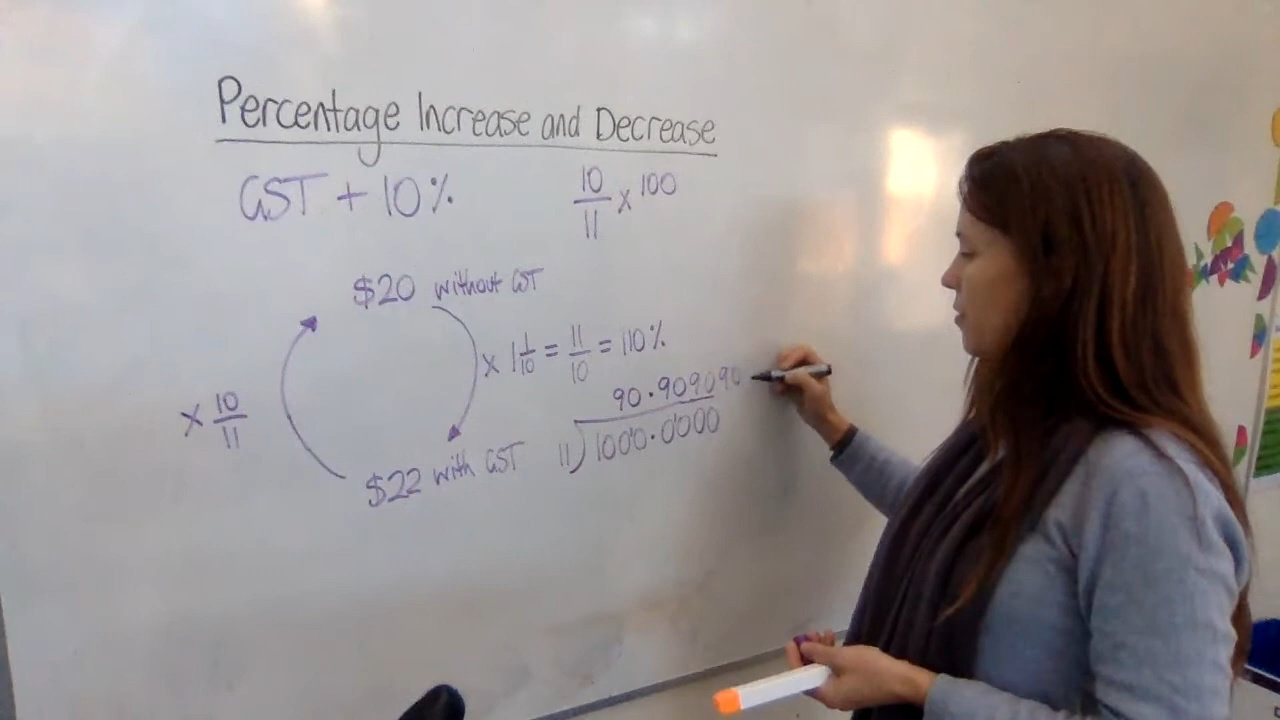 Percentage Increase and Decrease
GST + 10%
10/11 x 100
$20 without GST
x 1 1/10 = 11/10 = 110%
x 10/11
90.909090
11)1000.0000
$22 with GST